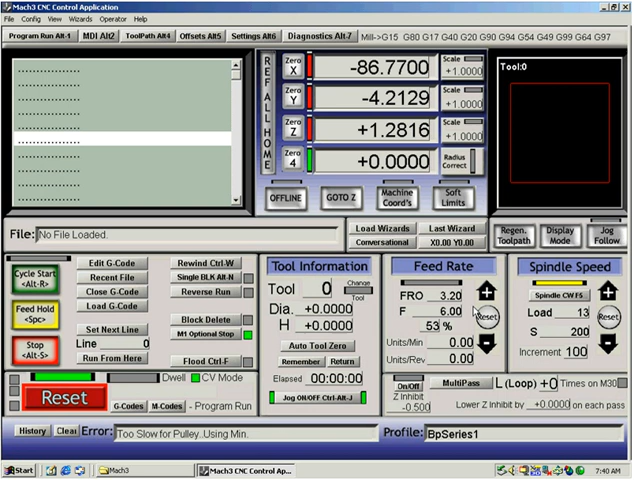 Mach3 CNC Control Application
File Config View Wizards Operator Help
Program Run Alt-1 MDI Alt2 ToolPath Alt4 Offsets Alt5 Settings Alt6 Diagnostics Alt-7 Mill->G15 G80 G17 G40 G20 G90 G94 G54 G49 G99 G64 G97
REF ALL HOME
Zero X -86.7700 Scale +1.0000
Zero Y -4.2129 Scale +1.0000
Zero Z +1.2816 Scale +1.0000
Zero 4 +0.0000 Radius Correct
Tool:0
OFFLINE GOTO Z Machine Coord's Soft Limits
File: No File Loaded.
Load Wizards Last Wizard
Conversational X0.00 Y0.00
Regen. Toolpath Display Mode Jog Follow
Cycle Start <Alt-R>
Feed Hold <Spc>
Stop <Alt-S>
Edit G-Code
Recent File
Close G-Code
Load G-Code
Set Next Line
Line 0
Run From Here
Rewind Ctrl-W
Single BLK Alt-N
Reverse Run
Block Delete
M1 Optional Stop
Flood Ctrl-F
Dwell CV Mode
Reset
G-Codes M-Codes - Program Run
Tool Information
Tool 0 Change Tool
Dia. +0.0000
H +0.0000
Auto Tool Zero
Remember Return
Elapsed 00:00:00
Jog ON/OFF Ctrl-Alt-J
Feed Rate
FRO 3.20
F 6.00
53 %
Reset
Units/Min 0.00
Units/Rev 0.00
Spindle Speed
Spindle CW F5
Load 13
S 200
Reset
Increment 100
On/Off
Z Inhibit
-0.500
MultiPass L (Loop) +0 Times on M30
Lower Z Inhibit by +0.0000 on each pass
History Clear Error: Too Slow for Pulley..Using Min. Profile: BpSeries1
Start Mach3 Mach3 CNC Control Ap... 7:40 AM